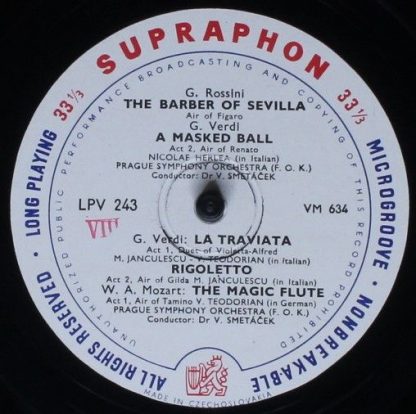 SUPRAPHON
LONG PLAYING 33 1/3
33 1/3 MICROGROOVE · NONBREAKABLE
ALL RIGHTS RESERVED ·
UNAUTHORIZED PUBLIC PERFORMANCE BROADCASTING AND COPYING OF THIS RECORD PROHIBITED
G. Rossini
THE BARBER OF SEVILLA
Air of Figaro
G. Verdi
A MASKED BALL
Act 2, Air of Renato
NICOLAE HERLEA (in Italian)
PRAGUE SYMPHONY ORCHESTRA (F. O. K.)
Conductor: Dr V. SMETÁČEK
LPV 243
VM 634
VIII
G. Verdi: LA TRAVIATA
Act 1, Duet of Violetta-Alfred
M. JANCULESCU - V. TEODORIAN (in Italian)
RIGOLETTO
Act 2, Air of Gilda M. JANCULESCU (in Italian)
W. A. Mozart: THE MAGIC FLUTE
Act 1, Air of Tamino V. TEODORIAN (in German)
PRAGUE SYMPHONY ORCHESTRA (F. O. K.)
Conductor: Dr V. SMETÁČEK
MADE IN CZECHOSLOVAKIA